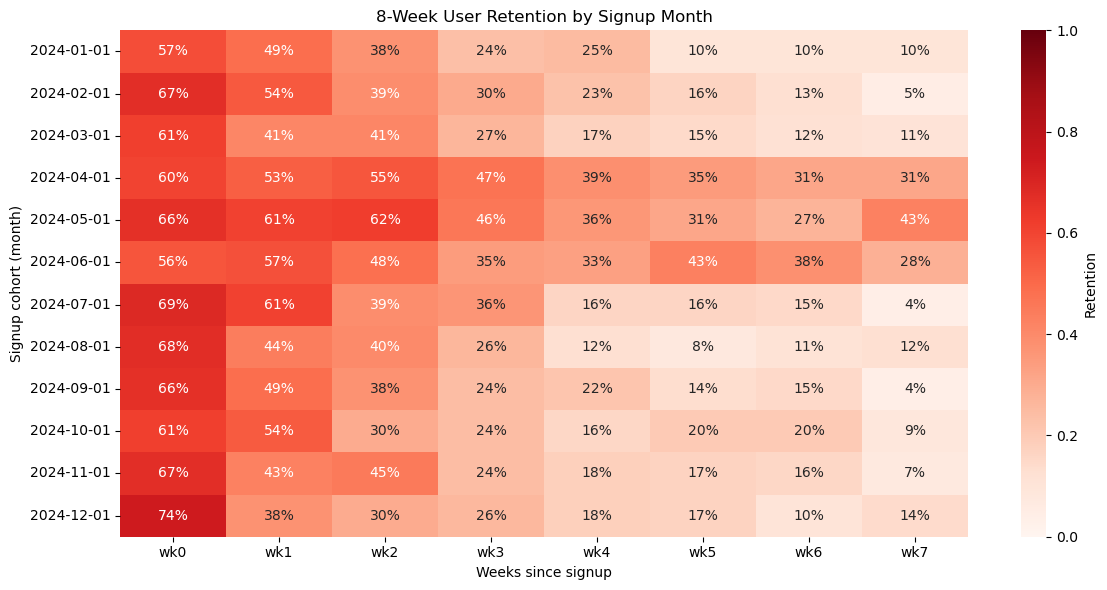 8-Week User Retention by Signup Month
2024-01-01 57% 49% 38% 24% 25% 10% 10% 10%
2024-02-01 67% 54% 39% 30% 23% 16% 13% 5%
2024-03-01 61% 41% 41% 27% 17% 15% 12% 11%
2024-04-01 60% 53% 55% 47% 39% 35% 31% 31%
2024-05-01 66% 61% 62% 46% 36% 31% 27% 43%
2024-06-01 56% 57% 48% 35% 33% 43% 38% 28%
2024-07-01 69% 61% 39% 36% 16% 16% 15% 4%
2024-08-01 68% 44% 40% 26% 12% 8% 11% 12%
2024-09-01 66% 49% 38% 24% 22% 14% 15% 4%
2024-10-01 61% 54% 30% 24% 16% 20% 20% 9%
2024-11-01 67% 43% 45% 24% 18% 17% 16% 7%
2024-12-01 74% 38% 30% 26% 18% 17% 10% 14%
wk0 wk1 wk2 wk3 wk4 wk5 wk6 wk7
Weeks since signup
Signup cohort (month)
1.0
0.8
0.6
0.4
0.2
0.0
Retention